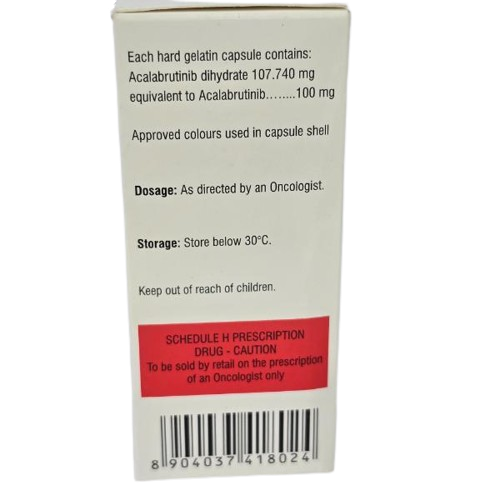 Each hard gelatin capsule contains:
Acalabrutinib dihydrate 107.740 mg
equivalent to Acalabrutinib........100 mg
Approved colours used in capsule shell
Dosage: As directed by an Oncologist.
Storage: Store below 30°C.
Keep out of reach of children.
SCHEDULE H PRESCRIPTION
DRUG - CAUTION
To be sold by retail on the prescription
of an Oncologist only
8 904037 418024